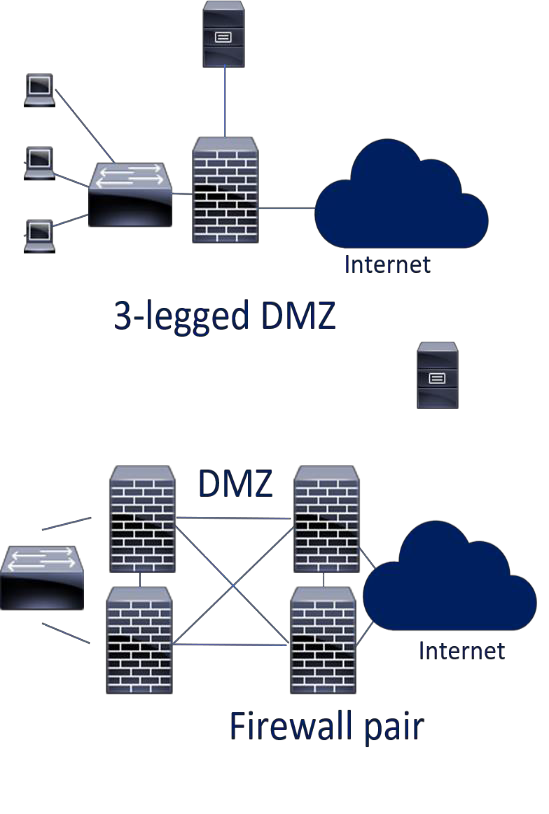 Internet
3-legged DMZ
DMZ
Internet
Firewall pair